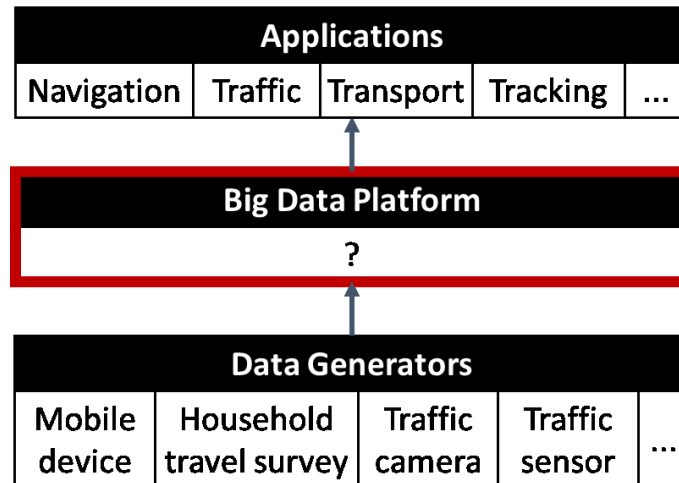 Applications
Navigation Traffic Transport Tracking ...
Big Data Platform
?
Data Generators
Mobile Household Traffic Traffic ...
device travel survey camera sensor